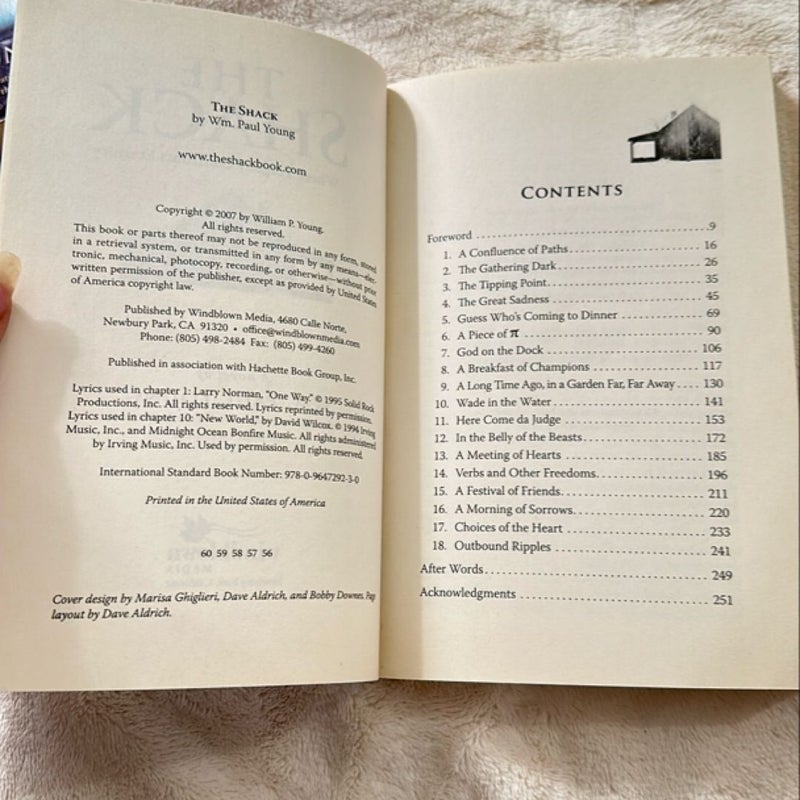 THE SHACK
by Wm. Paul Young
www.theshackbook.com
Copyright © 2007 by William P. Young.
All rights reserved.
This book or parts thereof may not be reproduced in any form, stored
in a retrieval system, or transmitted in any form by any means—elec-
tronic, mechanical, photocopy, recording, or otherwise—without prior
written permission of the publisher, except as provided by United States
of America copyright law.
Published by Windblown Media, 4680 Calle Norte,
Newbury Park, CA 91320 • office@windblownmedia.com
Phone: (805) 498-2484 Fax: (805) 499-4260
Published in association with Hachette Book Group, Inc.
Lyrics used in chapter 1: Larry Norman, "One Way." © 1995 Solid Rock
Productions, Inc. All rights reserved. Lyrics reprinted by permission.
Lyrics used in chapter 10: "New World," by David Wilcox. © 1994 Irving
Music, Inc., and Midnight Ocean Bonfire Music. All rights administered
by Irving Music, Inc. Used by permission. All rights reserved.
International Standard Book Number: 978-0-9647292-3-0
Printed in the United States of America
60 59 58 57 56
Cover design by Marisa Ghiglieri, Dave Aldrich, and Bobby Downes. Page
layout by Dave Aldrich.
CONTENTS
Foreword ........ 9
1. A Confluence of Paths ........ 16
2. The Gathering Dark ........ 26
3. The Tipping Point ........ 35
4. The Great Sadness ........ 45
5. Guess Who's Coming to Dinner ........ 69
6. A Piece of π ........ 90
7. God on the Dock ........ 106
8. A Breakfast of Champions ........ 117
9. A Long Time Ago, in a Garden Far, Far Away .... 130
10. Wade in the Water ........ 141
11. Here Come da Judge ........ 153
12. In the Belly of the Beasts ........ 172
13. A Meeting of Hearts ........ 185
14. Verbs and Other Freedoms ........ 196
15. A Festival of Friends ........ 211
16. A Morning of Sorrows ........ 220
17. Choices of the Heart ........ 233
18. Outbound Ripples ........ 241
After Words ........ 249
Acknowledgments ........ 251